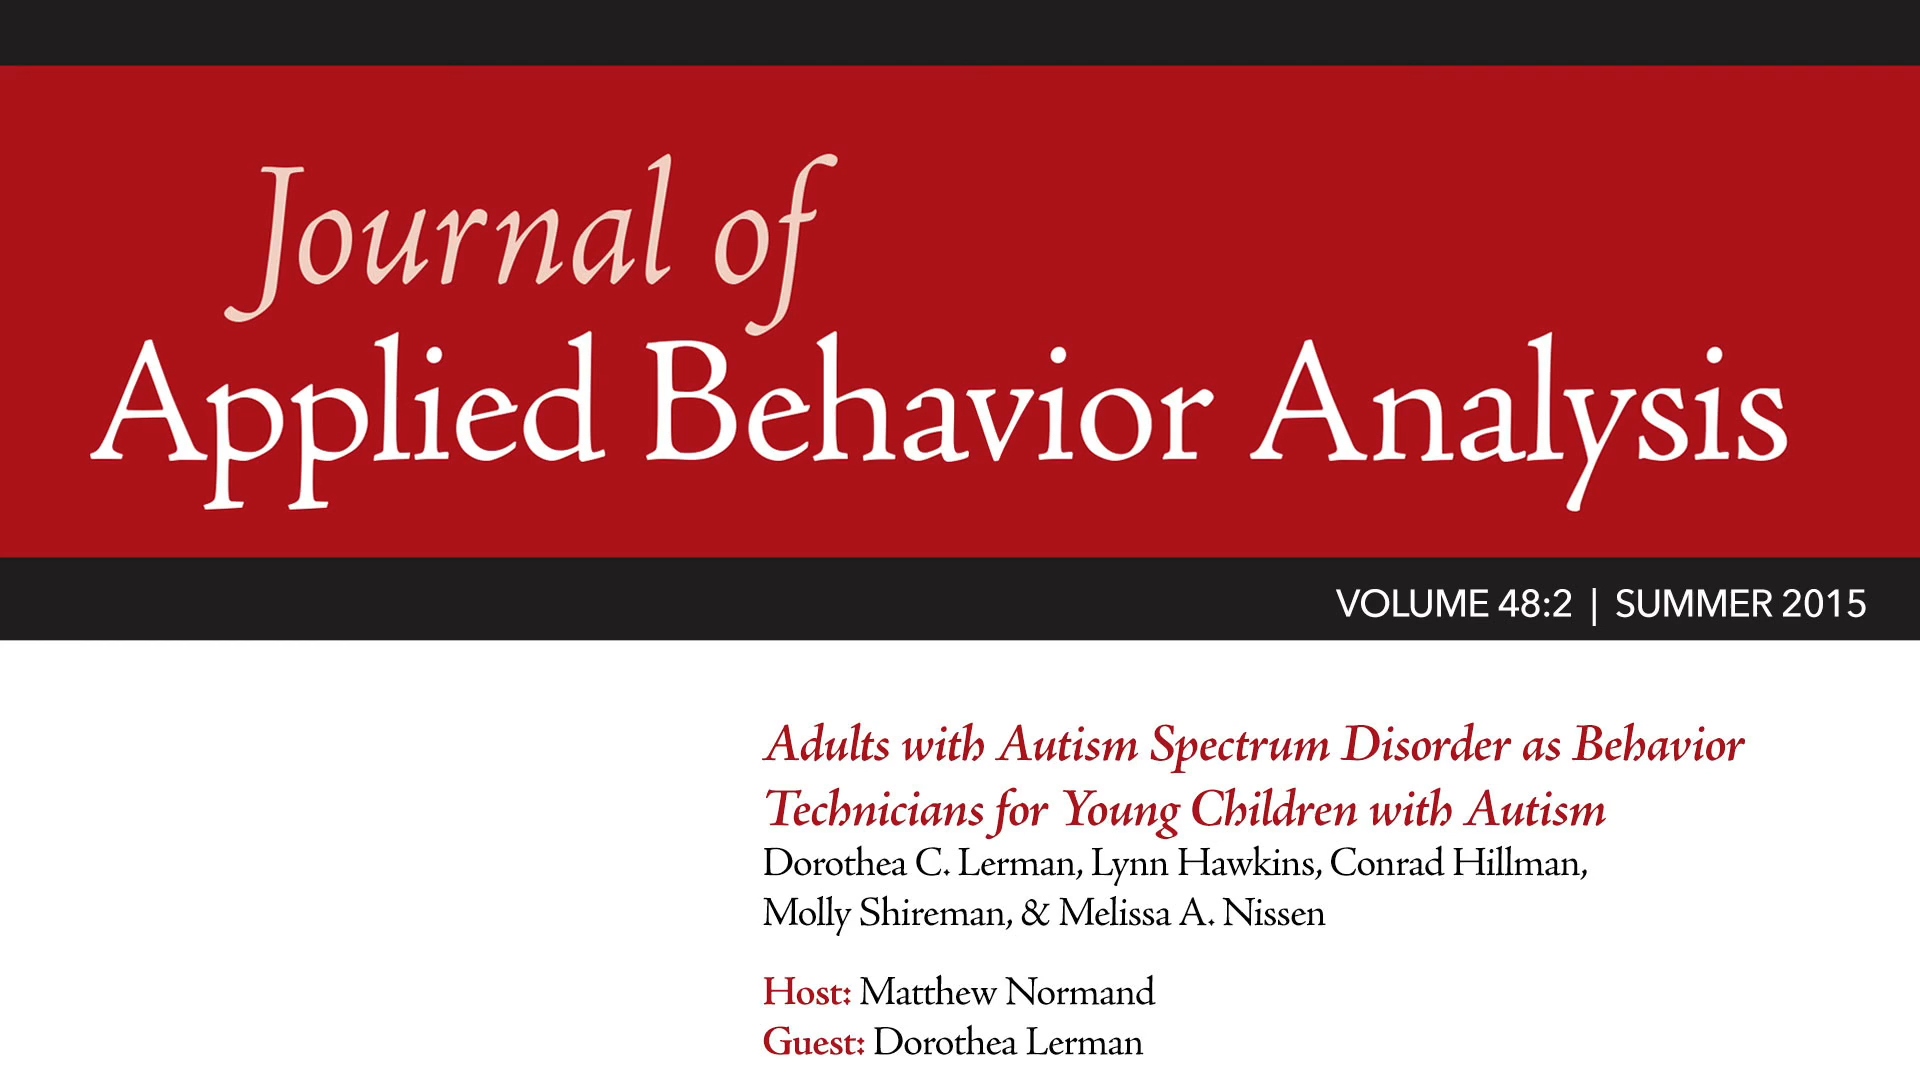 Journal of
Applied Behavior Analysis
VOLUME 48:2 | SUMMER 2015
Adults with Autism Spectrum Disorder as Behavior
Technicians for Young Children with Autism
Dorothea C. Lerman, Lynn Hawkins, Conrad Hillman,
Molly Shireman, & Melissa A. Nissen
Host: Matthew Normand
Guest: Dorothea Lerman